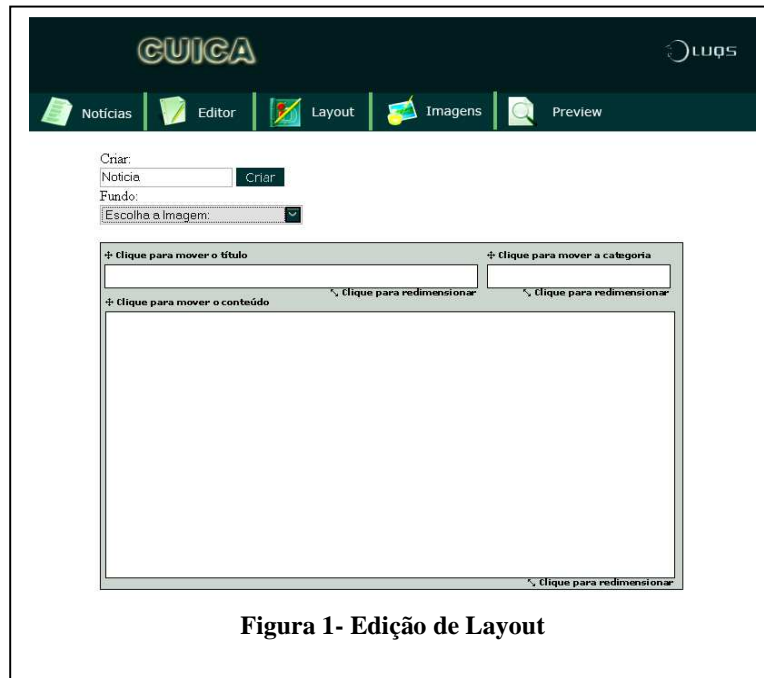 CUICA
LUQS
Notícias Editor Layout Imagens Preview
Criar:
Noticia Criar
Fundo:
Escolha a Imagem:
Clique para mover o título Clique para mover a categoria
Clique para redimensionar Clique para redimensionar
Clique para mover o conteúdo
Clique para redimensionar
Figura 1- Edição de Layout